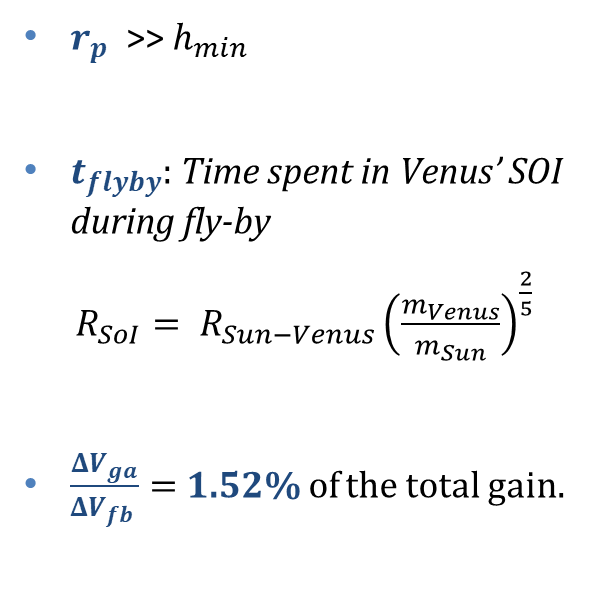 • r_p >> h_min
• t_flyby: Time spent in Venus' SOI
during fly-by
R_SoI = R_Sun−Venus (m_Venus / m_Sun)^(2/5)
• ΔV_ga / ΔV_fb = 1.52% of the total gain.